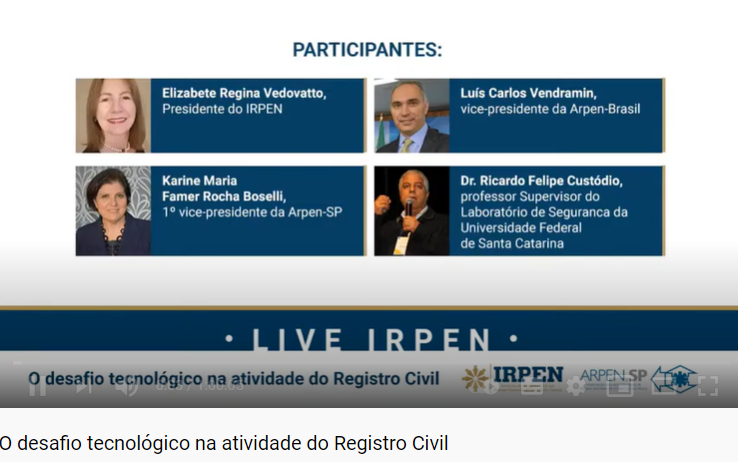 PARTICIPANTES:
Elizabete Regina Vedovatto,
Presidente do IRPEN
Luís Carlos Vendramin,
vice-presidente da Arpen-Brasil
Karine Maria
Famer Rocha Boselli,
1º vice-presidente da Arpen-SP
Dr. Ricardo Felipe Custódio,
professor Supervisor do
Laboratório de Seguranca da
Universidade Federal
de Santa Catarina
• LIVE IRPEN •
O desafio tecnológico na atividade do Registro Civil
IRPEN
ARPEN SP
O desafio tecnológico na atividade do Registro Civil